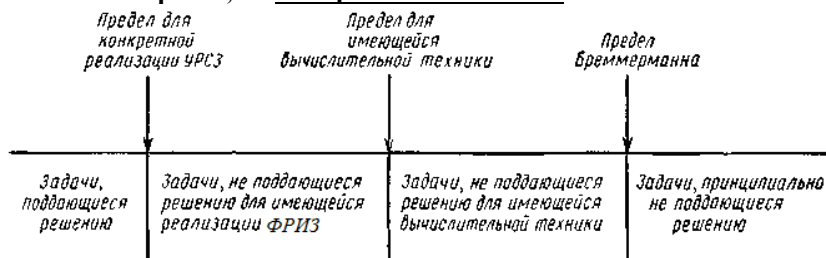 Предел для
конкретной
реализации УРСЗ
Предел для
имеющейся
вычислительной техники
Предел
Бреммерманна
Задачи,
поддающиеся
решению
Задачи, не поддающиеся
решению для имеющейся
реализации ФРИЗ
Задачи, не поддающиеся
решению для имеющейся
вычислительной техники
Задачи, принципиально
не поддающиеся
решению